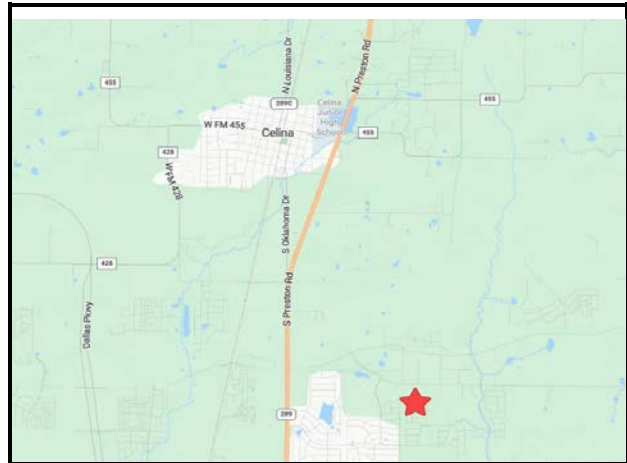 N Louisiana Dr
N Preston Rd
455
455
2890
Celina
Junior
High
School
W FM 455
Celina
455
428
W FM 428
S Oklahoma Dr
428
S Preston Rd
Dallas Pkwy
289